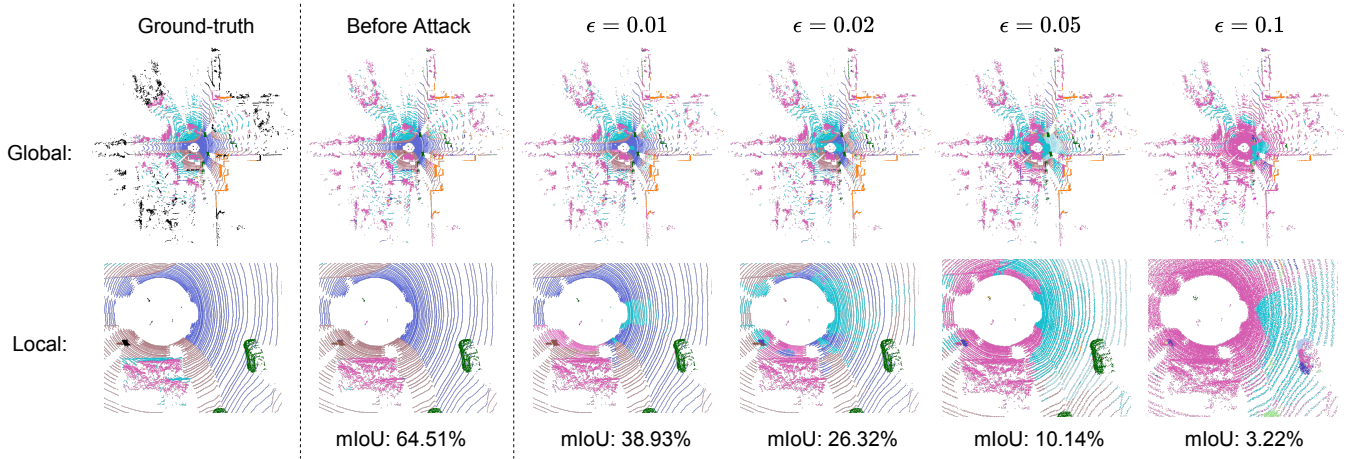 Ground-truth
Before Attack
ϵ = 0.01
ϵ = 0.02
ϵ = 0.05
ϵ = 0.1
Global:
Local:
mIoU: 64.51%
mIoU: 38.93%
mIoU: 26.32%
mIoU: 10.14%
mIoU: 3.22%